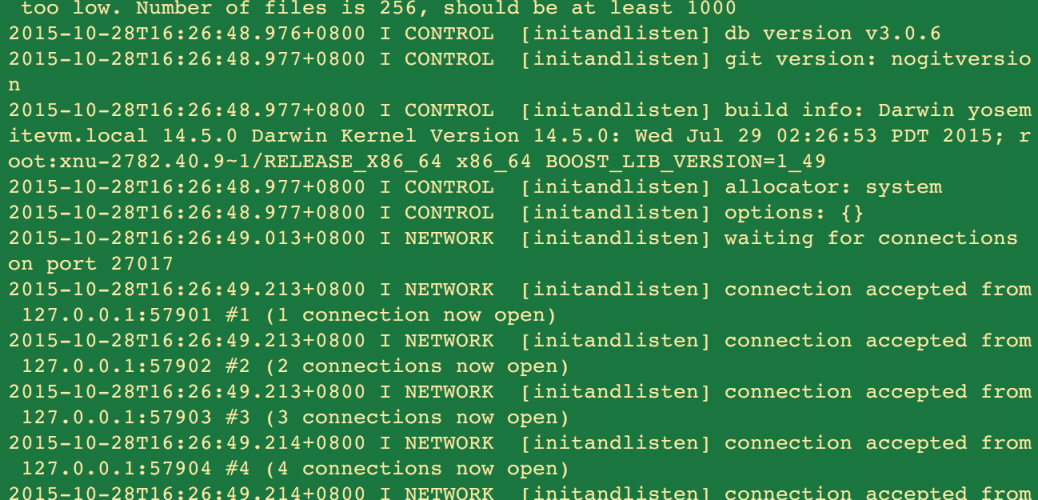 too low. Number of files is 256, should be at least 1000
2015-10-28T16:26:48.976+0800 I CONTROL  [initandlisten] db version v3.0.6
2015-10-28T16:26:48.977+0800 I CONTROL  [initandlisten] git version: nogitversio
n
2015-10-28T16:26:48.977+0800 I CONTROL  [initandlisten] build info: Darwin yosem
itevm.local 14.5.0 Darwin Kernel Version 14.5.0: Wed Jul 29 02:26:53 PDT 2015; r
oot:xnu-2782.40.9~1/RELEASE_X86_64 x86_64 BOOST_LIB_VERSION=1_49
2015-10-28T16:26:48.977+0800 I CONTROL  [initandlisten] allocator: system
2015-10-28T16:26:48.977+0800 I CONTROL  [initandlisten] options: {}
2015-10-28T16:26:49.013+0800 I NETWORK  [initandlisten] waiting for connections
on port 27017
2015-10-28T16:26:49.213+0800 I NETWORK  [initandlisten] connection accepted from
127.0.0.1:57901 #1 (1 connection now open)
2015-10-28T16:26:49.213+0800 I NETWORK  [initandlisten] connection accepted from
127.0.0.1:57902 #2 (2 connections now open)
2015-10-28T16:26:49.213+0800 I NETWORK  [initandlisten] connection accepted from
127.0.0.1:57903 #3 (3 connections now open)
2015-10-28T16:26:49.214+0800 I NETWORK  [initandlisten] connection accepted from
127.0.0.1:57904 #4 (4 connections now open)
2015-10-28T16:26:49.214+0800 I NETWORK  [initandlisten] connection accepted from